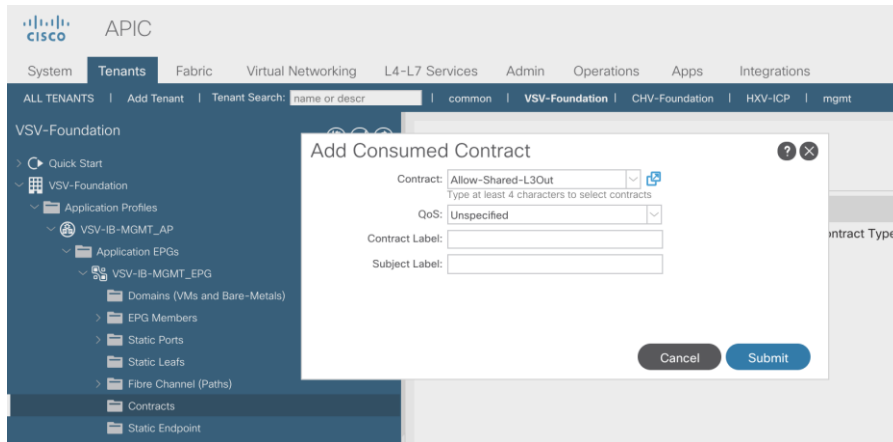 CISCO APIC
System Tenants Fabric Virtual Networking L4-L7 Services Admin Operations Apps Integrations
ALL TENANTS | Add Tenant | Tenant Search: name or descr | common | VSV-Foundation | CHV-Foundation | HXV-ICP | mgmt
VSV-Foundation
Quick Start
VSV-Foundation
Application Profiles
VSV-IB-MGMT_AP
Application EPGs
VSV-IB-MGMT_EPG
Domains (VMs and Bare-Metals)
EPG Members
Static Ports
Static Leafs
Fibre Channel (Paths)
Contracts
Static Endpoint
Add Consumed Contract
Contract: Allow-Shared-L3Out
Type at least 4 characters to select contracts
QoS: Unspecified
Contract Label:
Subject Label:
Cancel Submit
ntract Type